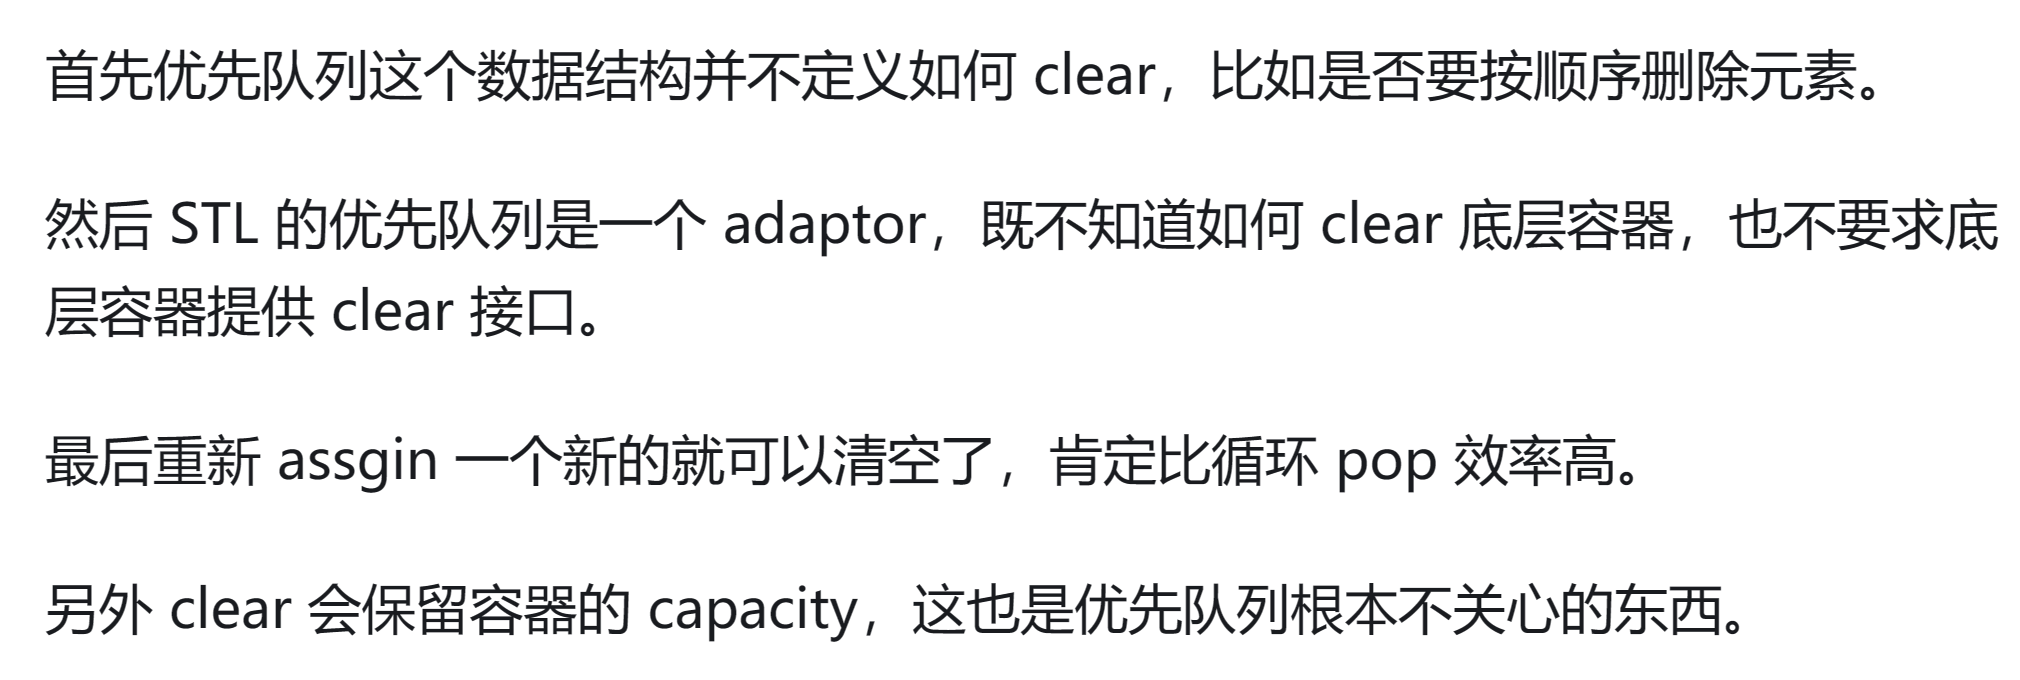 首先优先队列这个数据结构并不定义如何 clear，比如是否要按顺序删除元素。
然后 STL 的优先队列是一个 adaptor，既不知道如何 clear 底层容器，也不要求底
层容器提供 clear 接口。
最后重新 assgin 一个新的就可以清空了，肯定比循环 pop 效率高。
另外 clear 会保留容器的 capacity，这也是优先队列根本不关心的东西。